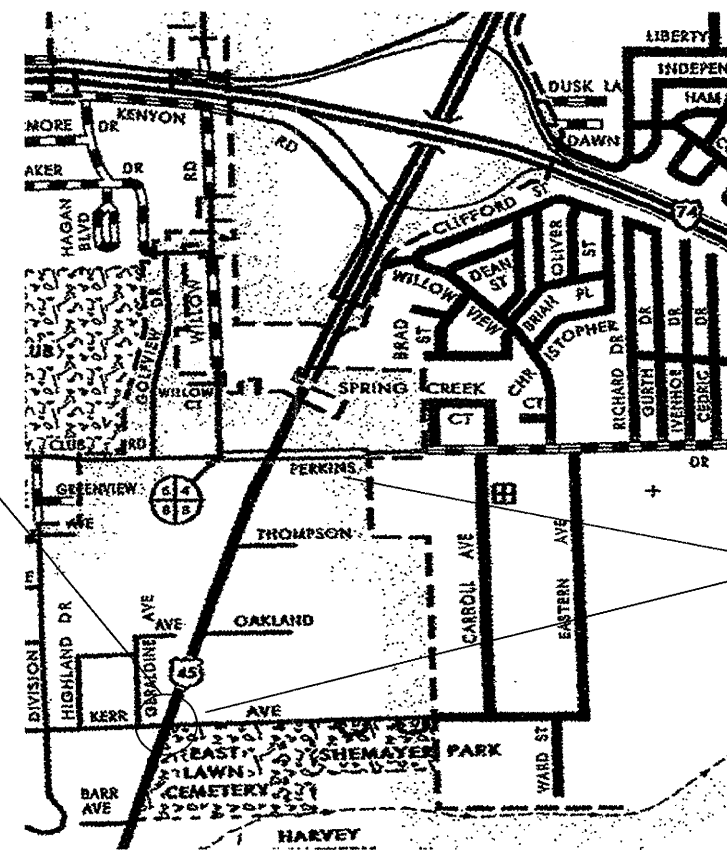 LIBERTY
INDEPEN
HAM
DUSK LA
DAWN
KENYON
RD
MORE
DR
AKER
DR
RD
HAGAN
BLVD
CLIFFORD
ST
74
WILLOW
VIEW
DEAN
ST
OLIVER
ST
BRIAR
PL
CHR
ISTOPHER
CT
BRAD
ST
RICHARD DR
GURTH DR
IVENHOE DR
CEDRIG DR
WILLOW
GOLFVIEW DR
WILLOW
CT
UB
CLUB
RD
SPRING CREEK
CT
PERKINS
DR
GREENVIEW
AVE
6 4
8 8
THOMPSON
OAKLAND
AVE
GERALDINE AVE
HIGHLAND DR
DIVISION
E
KERR
AVE
45
CARROLL AVE
EASTERN AVE
EAST
LAWN
CEMETERY
SHEMAYER PARK
WARD ST
BARR
AVE
HARVEY